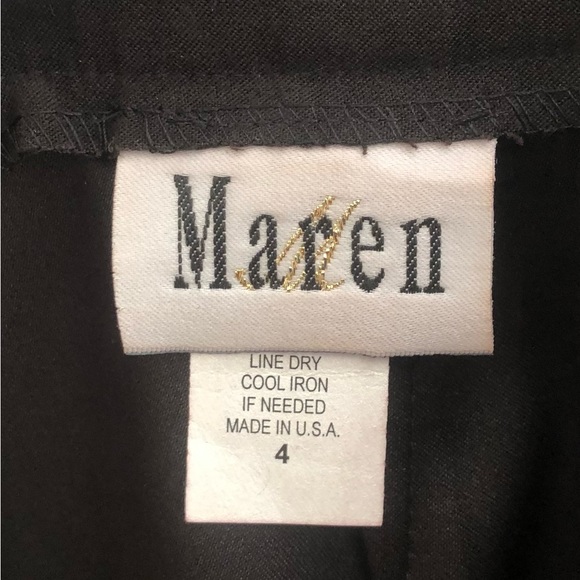 Maren
M
LINE DRY
COOL IRON
IF NEEDED
MADE IN U.S.A.
4